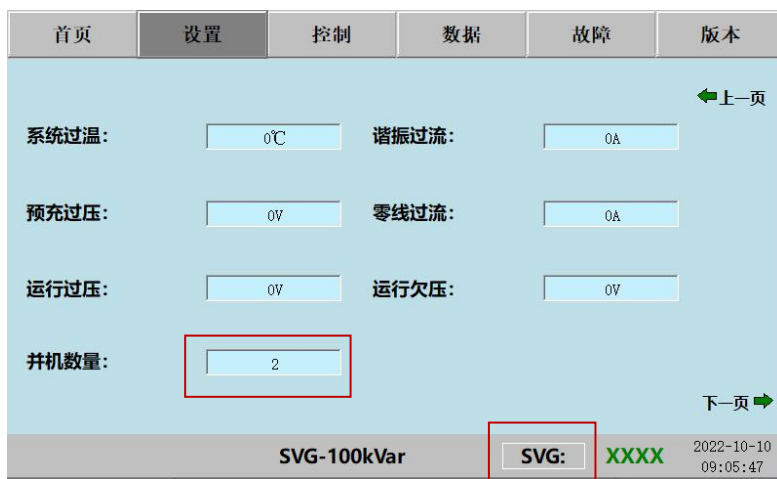 首页 设置 控制 数据 故障 版本
上一页
系统过温: 0℃ 谐振过流: 0A
预充过压: 0V 零线过流: 0A
运行过压: 0V 运行欠压: 0V
并机数量: 2
下一页
SVG-100kVar SVG: XXXX 2022-10-10
09:05:47